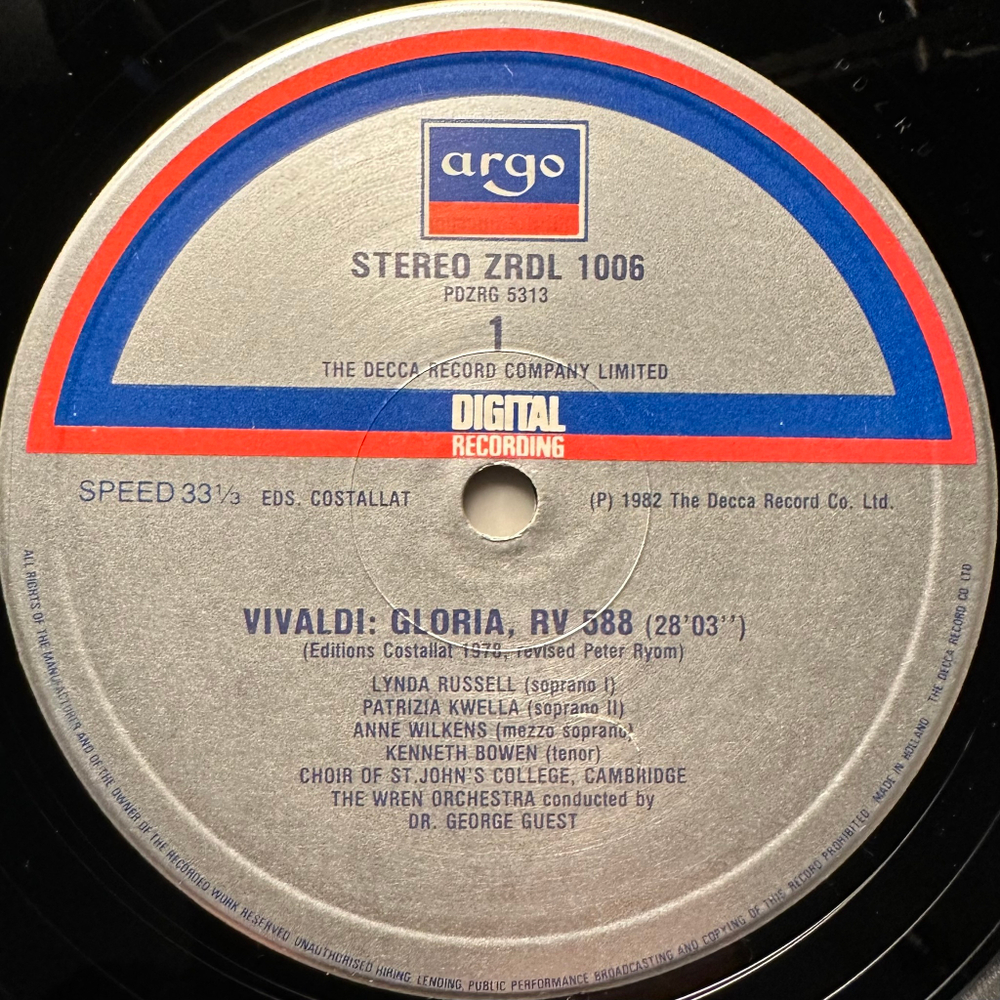 argo
STEREO ZRDL 1006
PDZRG 5313
1
THE DECCA RECORD COMPANY LIMITED
DIGITAL
RECORDING
SPEED 33⅓ EDS. COSTALLAT (P) 1982 The Decca Record Co. Ltd.
VIVALDI: GLORIA, RV 588 (28'03'')
(Editions Costallat 1978, revised Peter Ryom)
LYNDA RUSSELL (soprano I)
PATRIZIA KWELLA (soprano II)
ANNE WILKENS (mezzo soprano)
KENNETH BOWEN (tenor)
CHOIR OF ST.JOHN'S COLLEGE, CAMBRIDGE
THE WREN ORCHESTRA conducted by
DR. GEORGE GUEST
ALL RIGHTS OF THE MANUFACTURER AND OF THE OWNER OF THE RECORDED WORK RESERVED UNAUTHORISED HIRING, LENDING, PUBLIC PERFORMANCE BROADCASTING AND COPYING OF THIS RECORD PROHIBITED MADE IN HOLLAND THE DECCA RECORD CO LTD